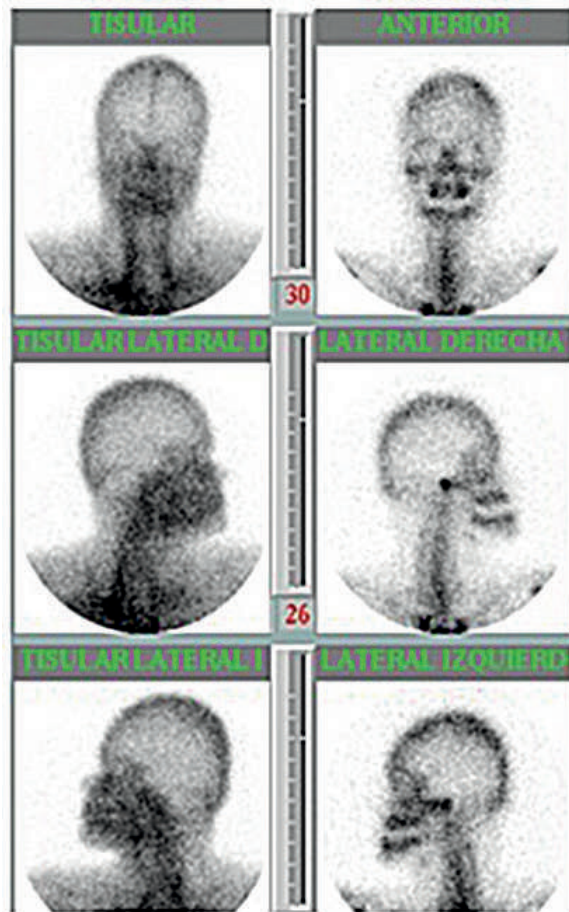 TISULAR
ANTERIOR
30
TISULAR LATERAL D
LATERAL DERECHA
26
TISULAR LATERAL I
LATERAL IZQUIERD